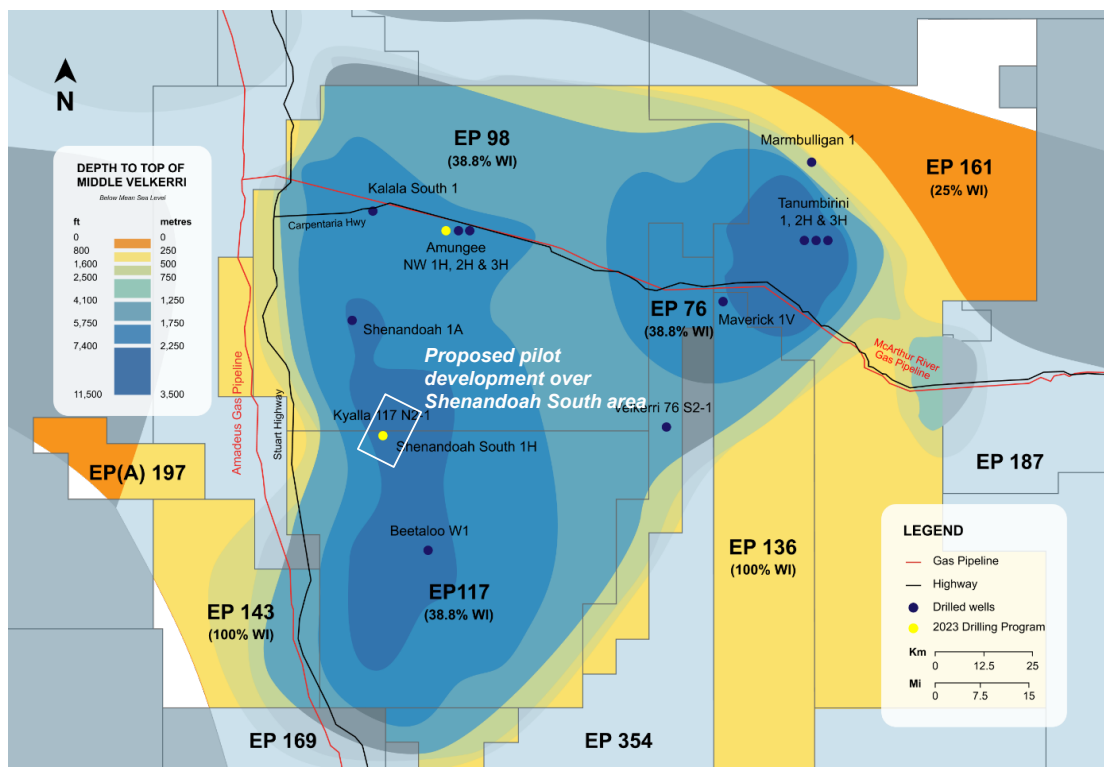 N
DEPTH TO TOP OF
MIDDLE VELKERRI
Below Mean Sea Level
ft metres
0 0
800 250
1,600 500
2,500 750
4,100 1,250
5,750 1,750
7,400 2,250
11,500 3,500
EP 98
(38.8% WI)
Marmbulligan 1
EP 161
(25% WI)
Kalala South 1
Tanumbirini
1, 2H & 3H
Carpentaria Hwy
Amungee
NW 1H, 2H & 3H
EP 76
(38.8% WI)
Maverick 1V
Shenandoah 1A
McArthur River
Gas Pipeline
Proposed pilot
development over
Shenandoah South area
Amadeus Gas Pipeline
Stuart Highway
Kyalla 117 N2-1
Velkerri 76 S2-1
Shenandoah South 1H
EP(A) 197
EP 187
Beetaloo W1
EP 136
(100% WI)
EP117
(38.8% WI)
EP 143
(100% WI)
LEGEND
Gas Pipeline
Highway
Drilled wells
2023 Drilling Program
Km
0 12.5 25
Mi
0 7.5 15
EP 169
EP 354